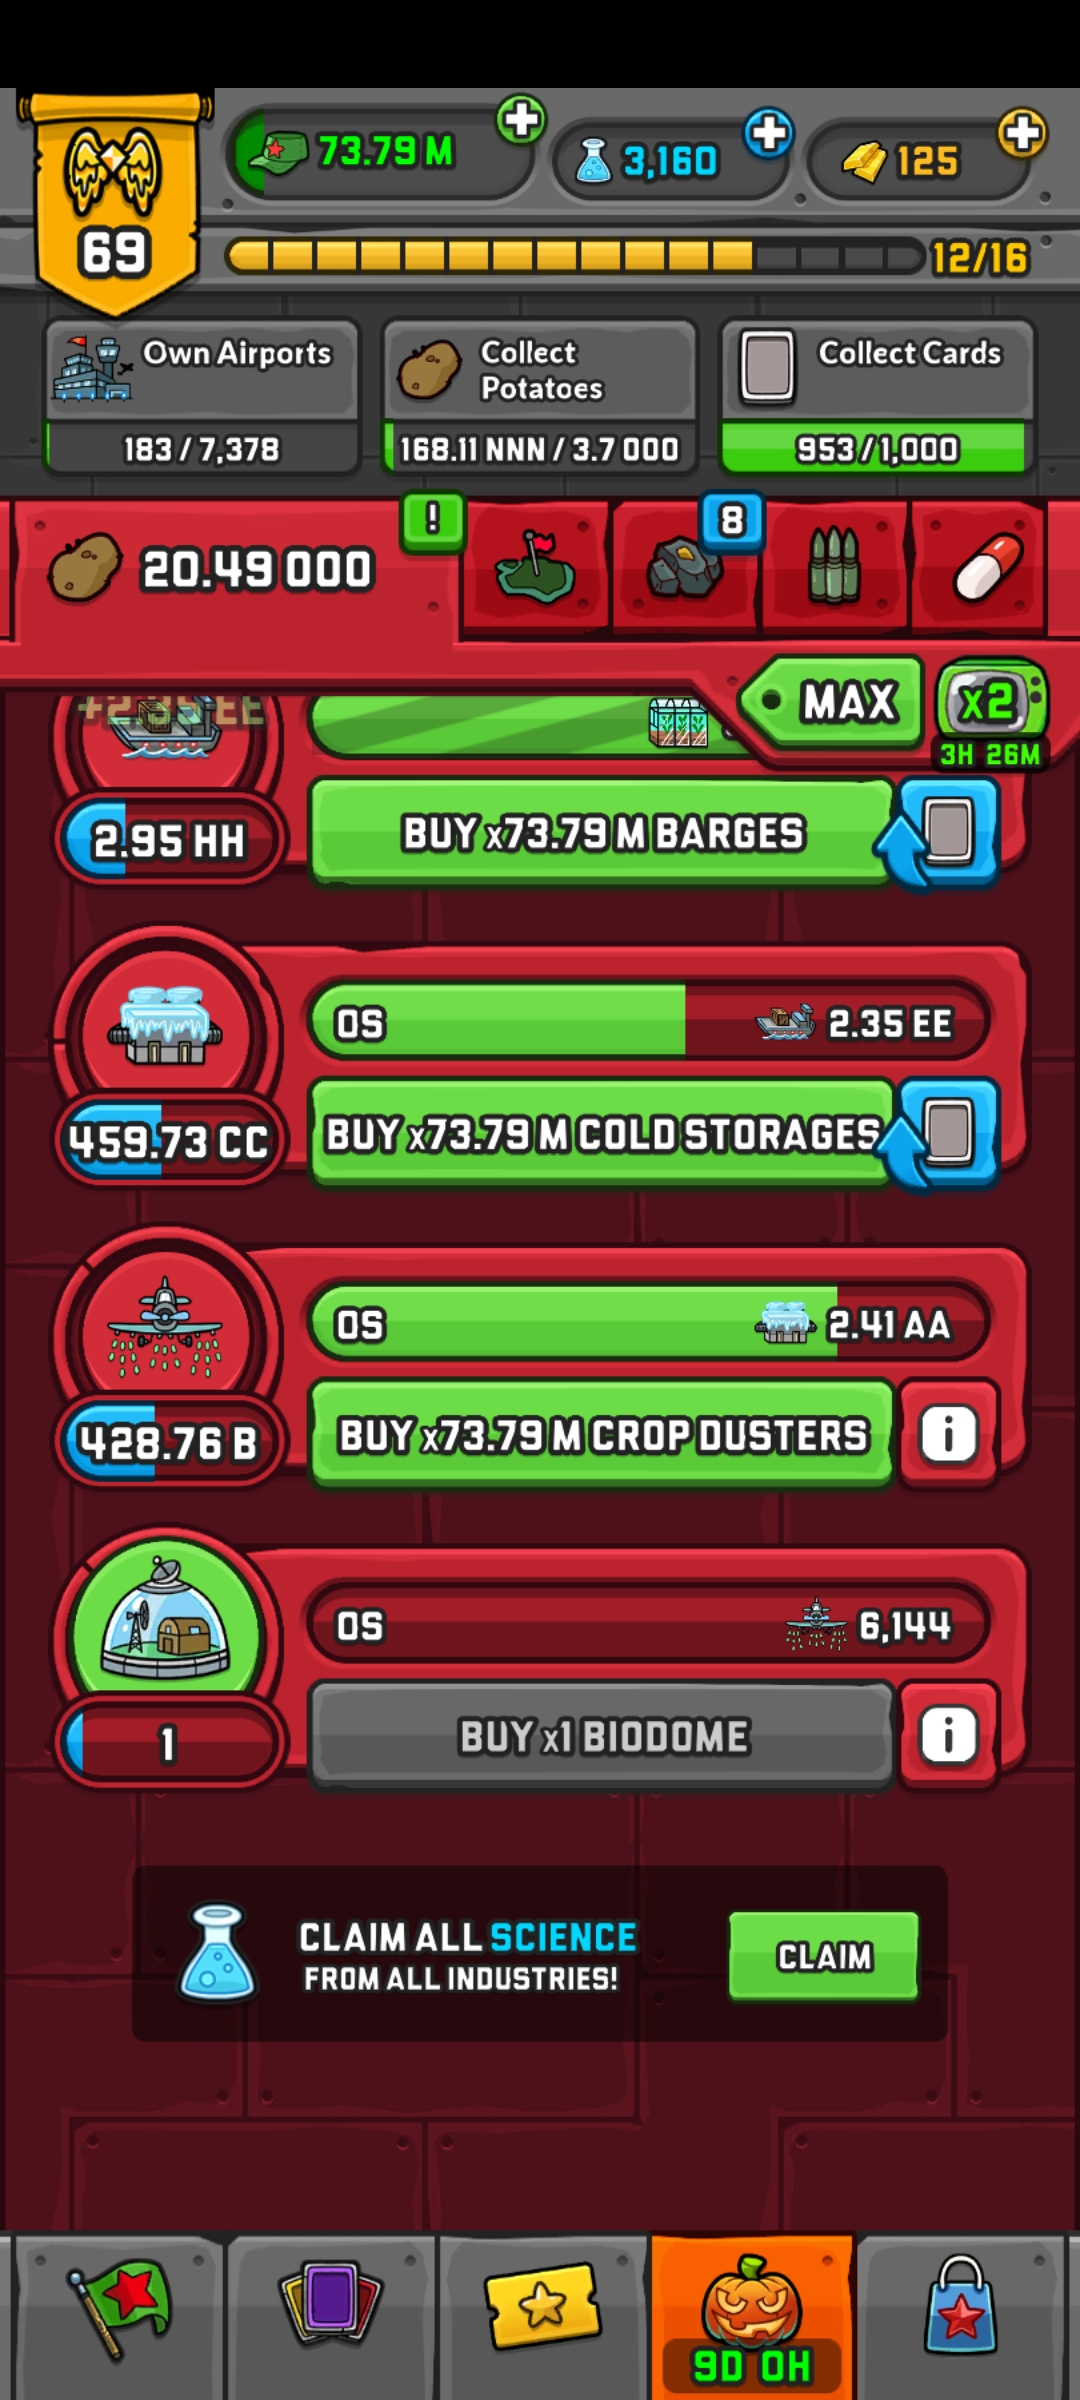 69
73.79 M
3,160
125
12/16
Own Airports
183 / 7,378
Collect
Potatoes
168.11 NNN / 3.7 OOO
Collect Cards
953 / 1,000
20.49 OOO
!
8
MAX
x2
3H 26M
2.95 HH
BUY x73.79 M BARGES
0S
2.35 EE
459.73 CC
BUY x73.79 M COLD STORAGES
0S
2.41 AA
428.76 B
BUY x73.79 M CROP DUSTERS
i
0S
6,144
1
BUY x1 BIODOME
i
CLAIM ALL SCIENCE
FROM ALL INDUSTRIES!
CLAIM
9D 0H